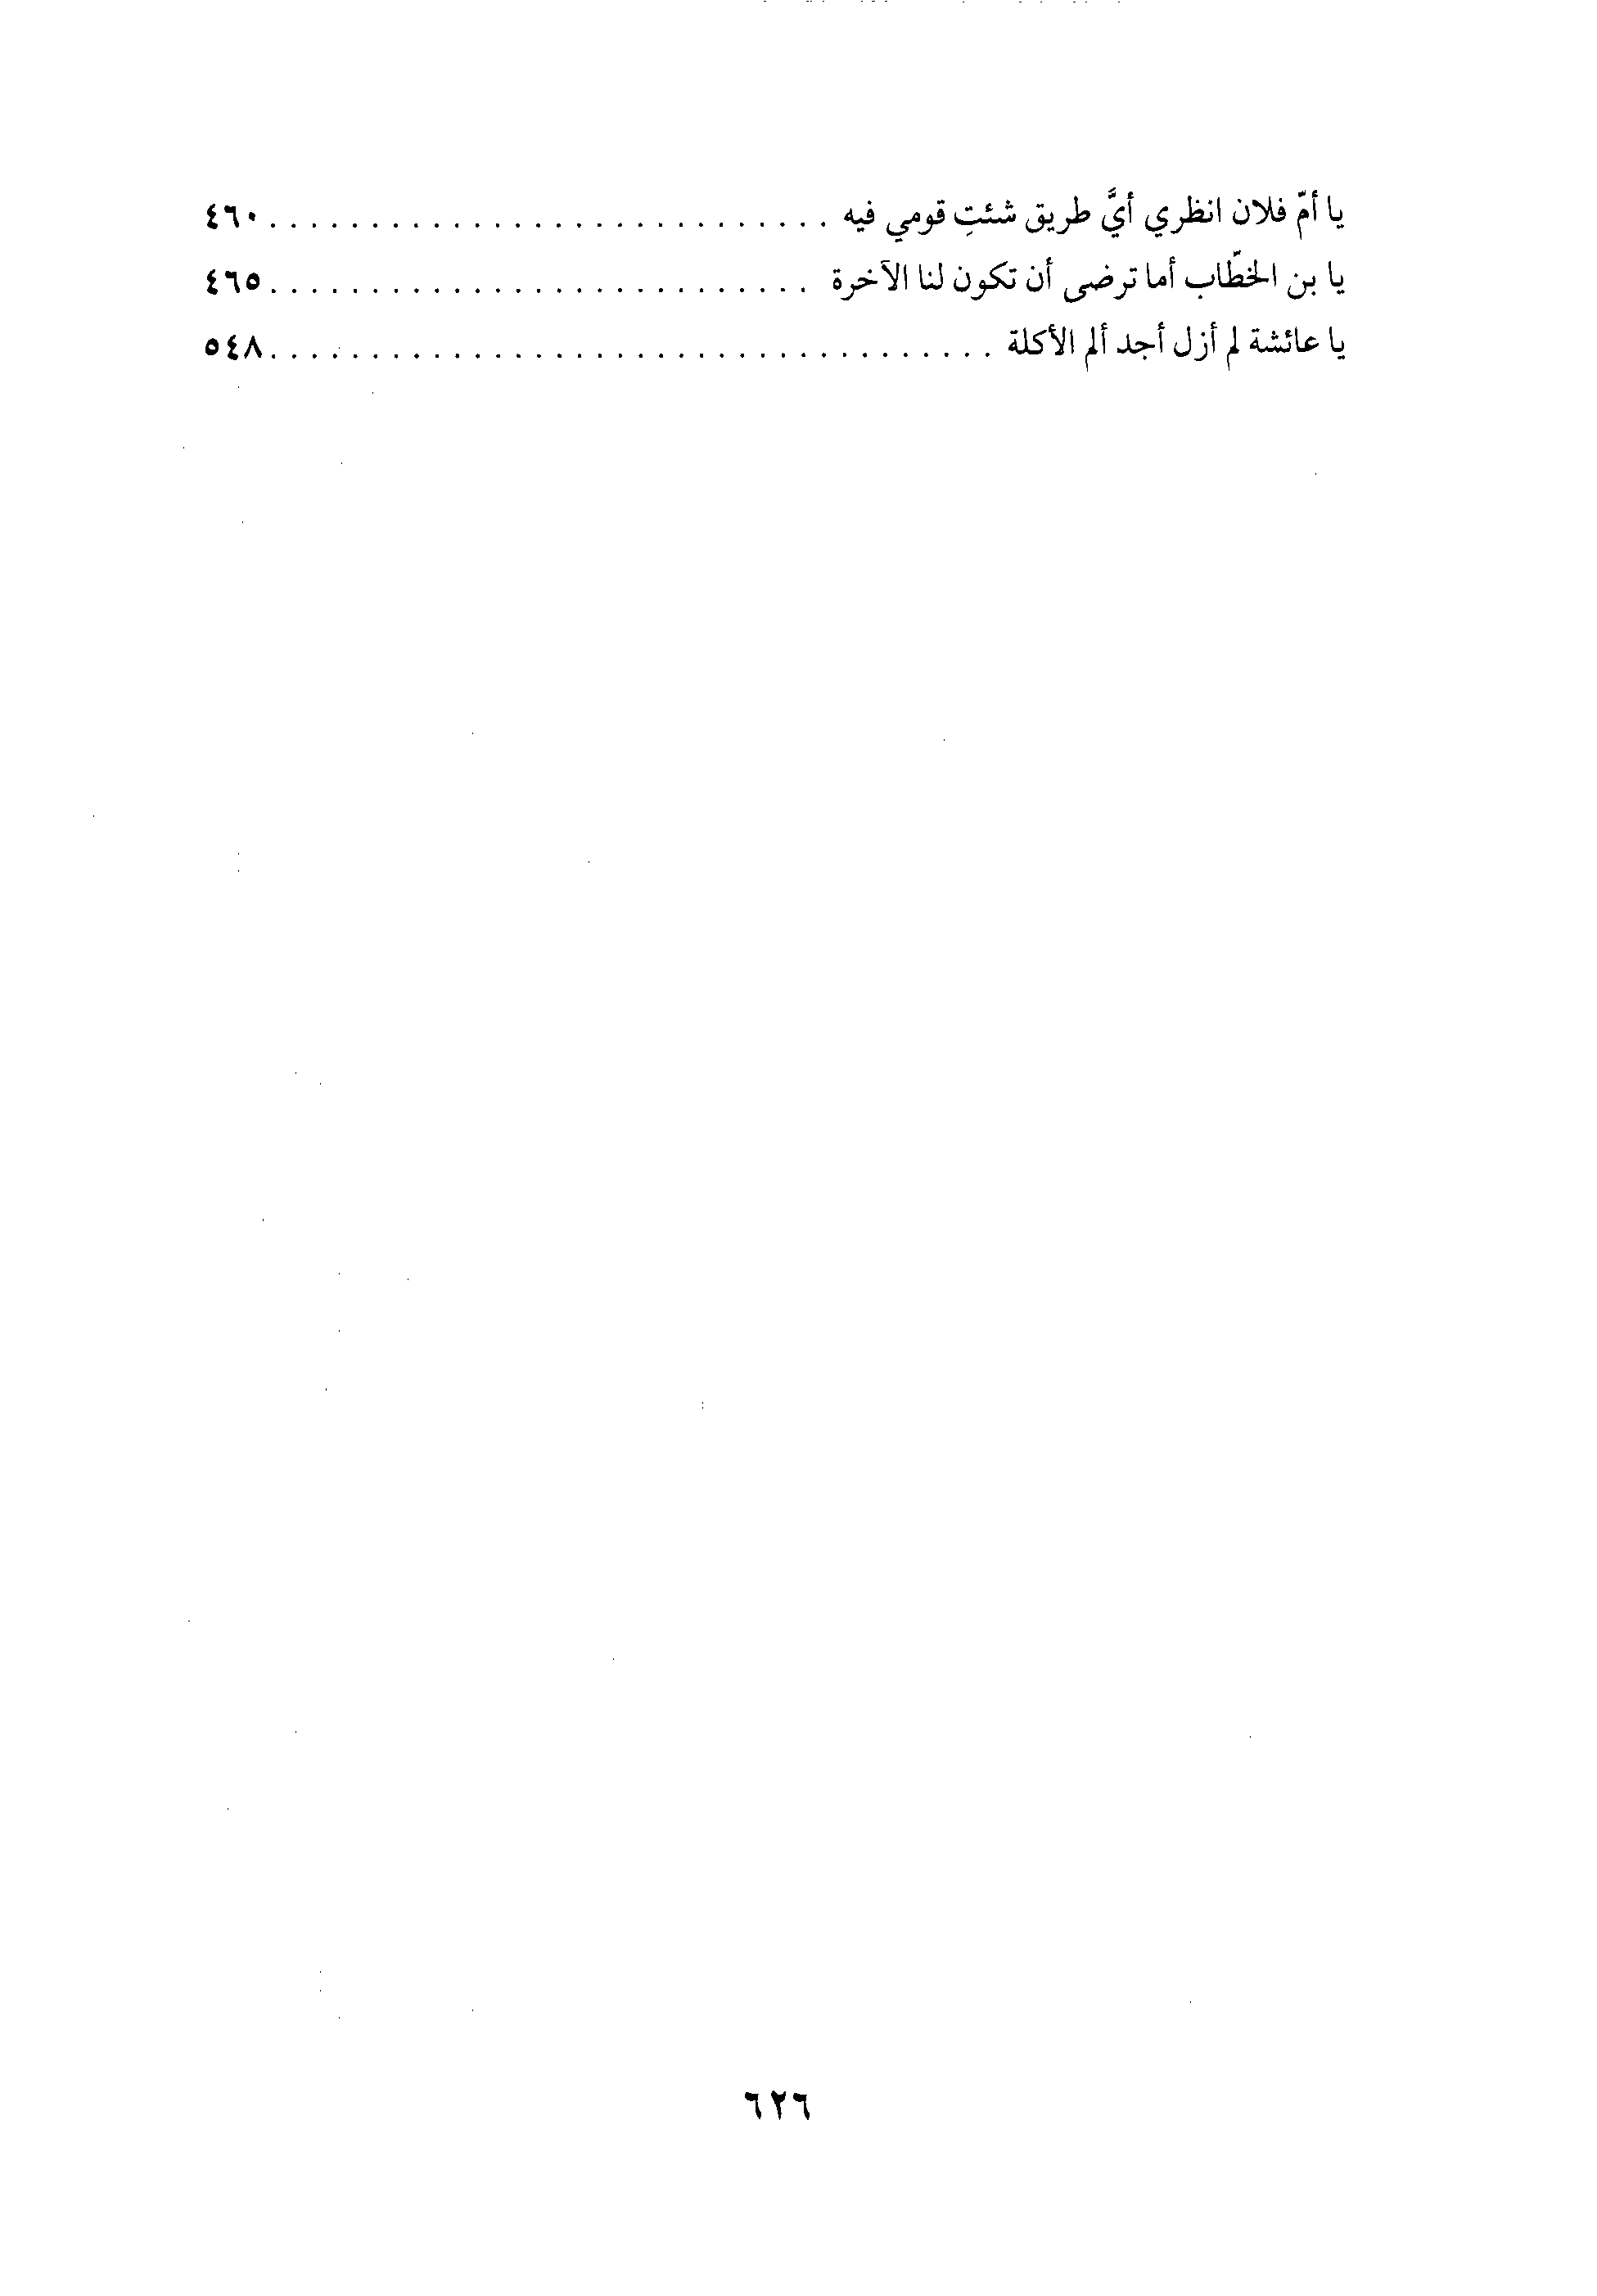 يا أمّ فلان انظري أيَّ طريق شئتِ قومي فيه . . . . . . . . . . . . . . . . . . . . . . . . . . . . ٤٦٠
يا بن الخطّاب أما ترضى أن تكون لنا الآخرة . . . . . . . . . . . . . . . . . . . . . . . . . . . ٤٦٥
يا عائشة لم أزل أجد ألم الأكلة . . . . . . . . . . . . . . . . . . . . . . . . . . . . . . . . . . . . ٥٤٨
٦٢٦